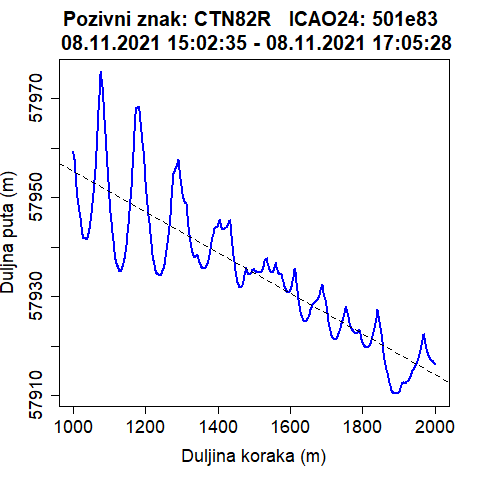 Pozivni znak: CTN82R   ICAO24: 501e83
08.11.2021 15:02:35 - 08.11.2021 17:05:28
Duljna puta (m)
57970
57950
57930
57910
1000 1200 1400 1600 1800 2000
Duljina koraka (m)